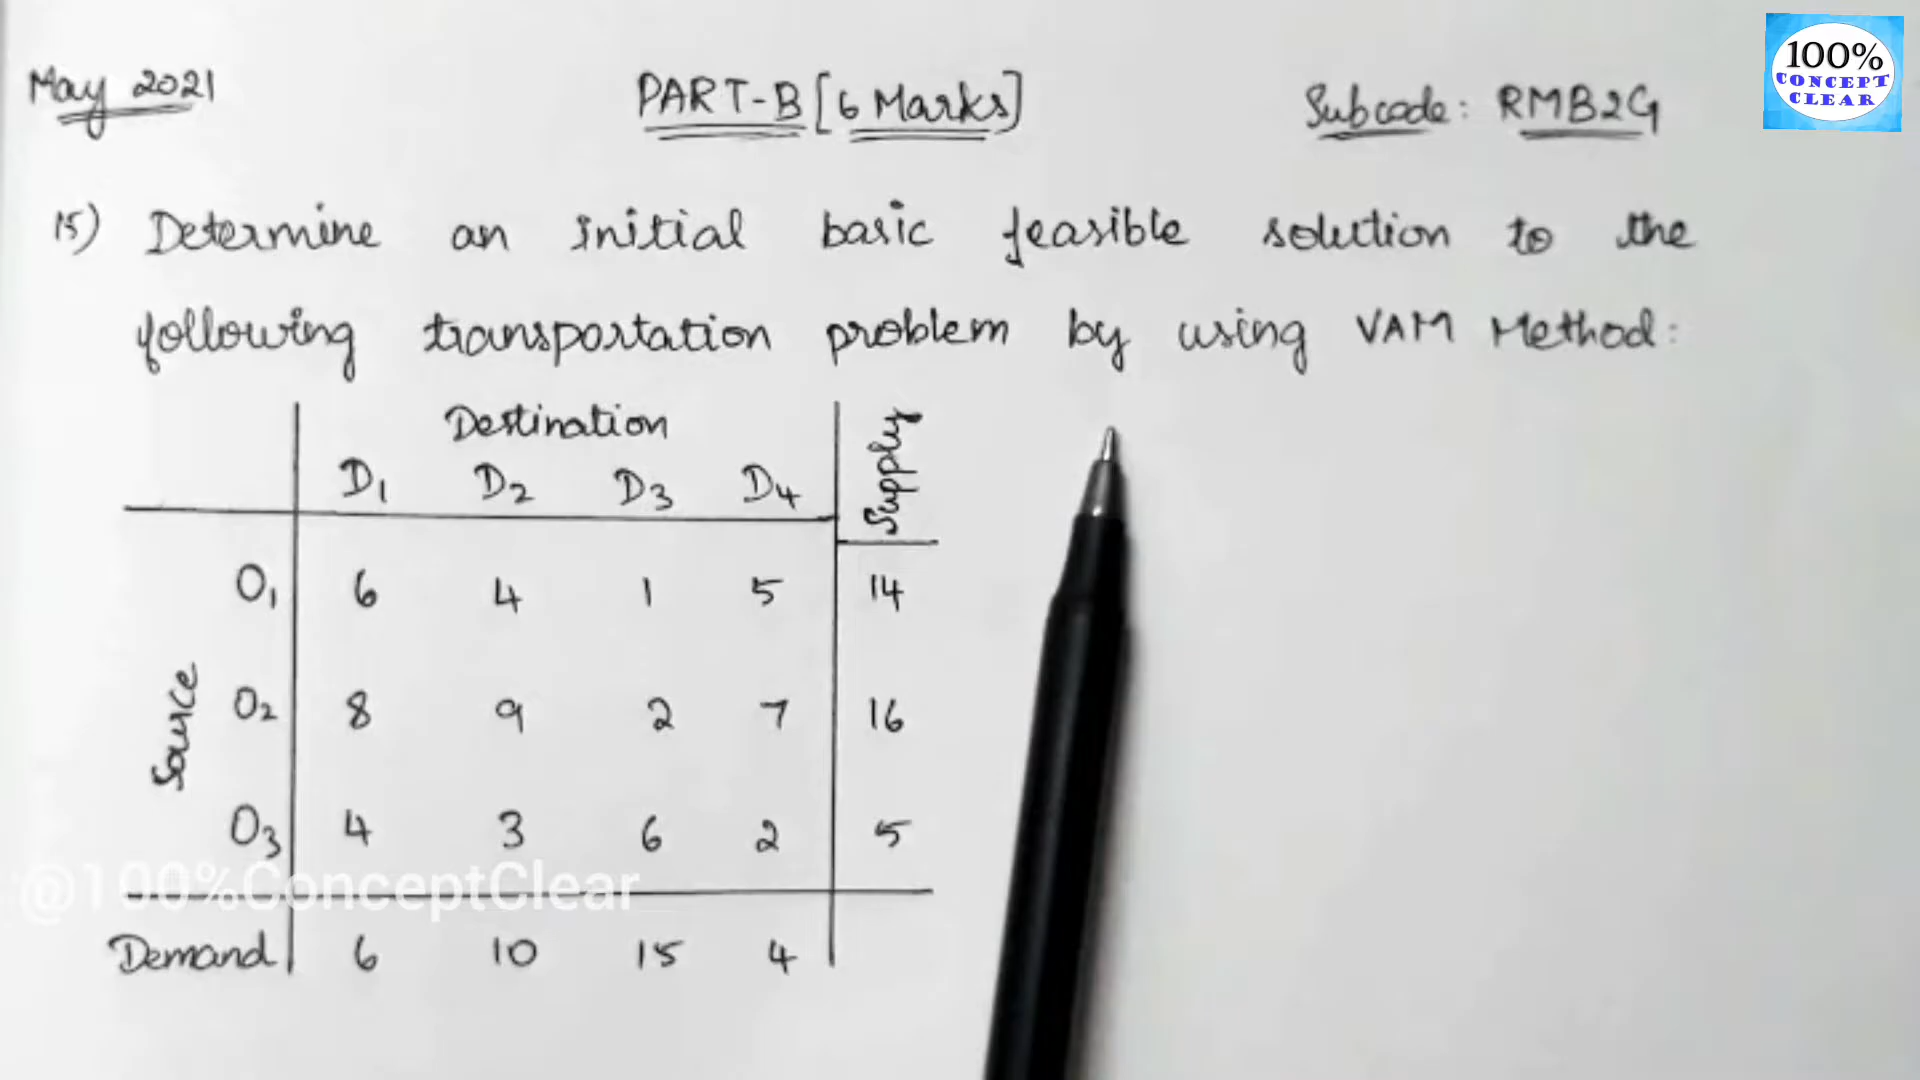 May 2021 PART-B [6 Marks] Subcode: RMB2G
100% CONCEPT CLEAR
15) Determine an initial basic feasible solution to the
following transportation problem by using VAM Method:
Destination Supply
D1 D2 D3 D4
Source
O1 6 4 1 5 14
O2 8 9 2 7 16
O3 4 3 6 2 5
@100%ConceptClear
Demand 6 10 15 4